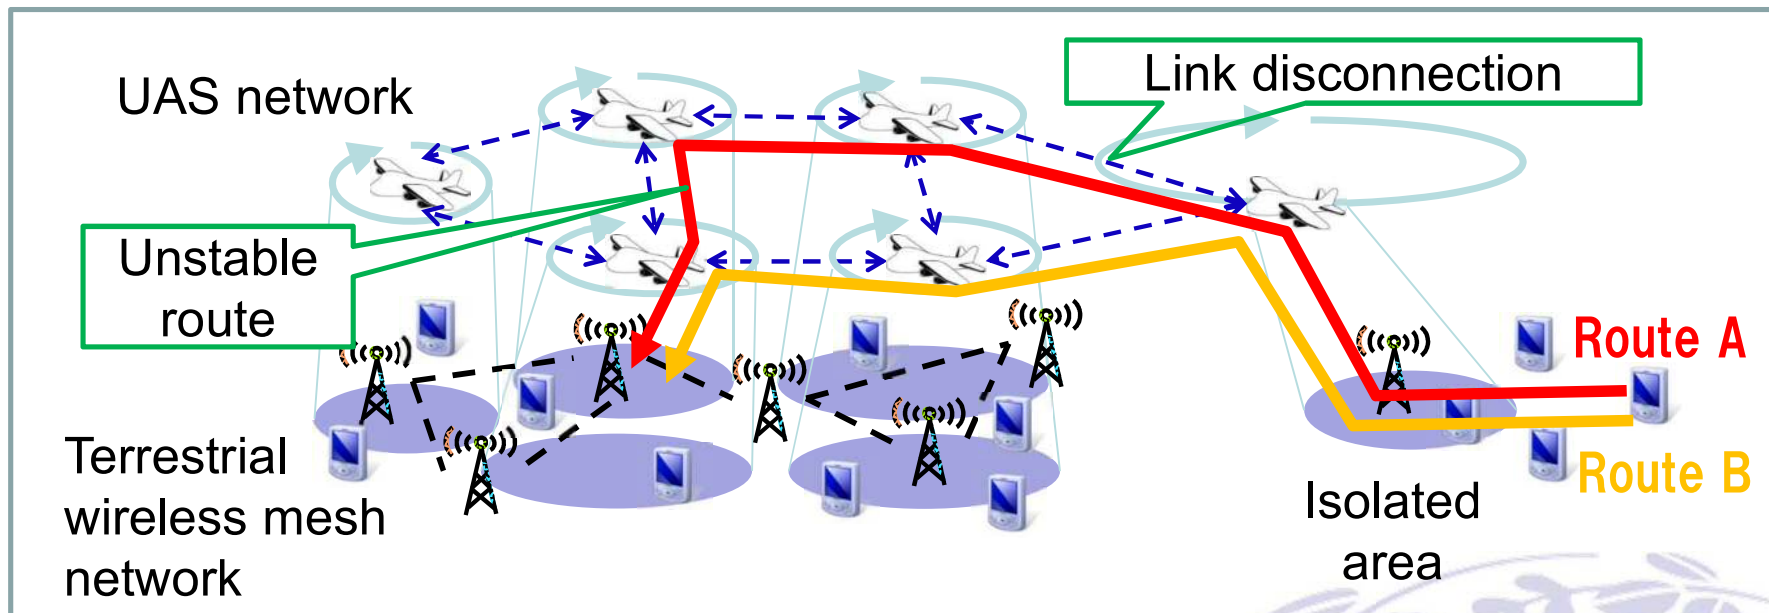 UAS network
Link disconnection
Unstable
route
Route A
Route B
Terrestrial
wireless mesh
network
Isolated
area